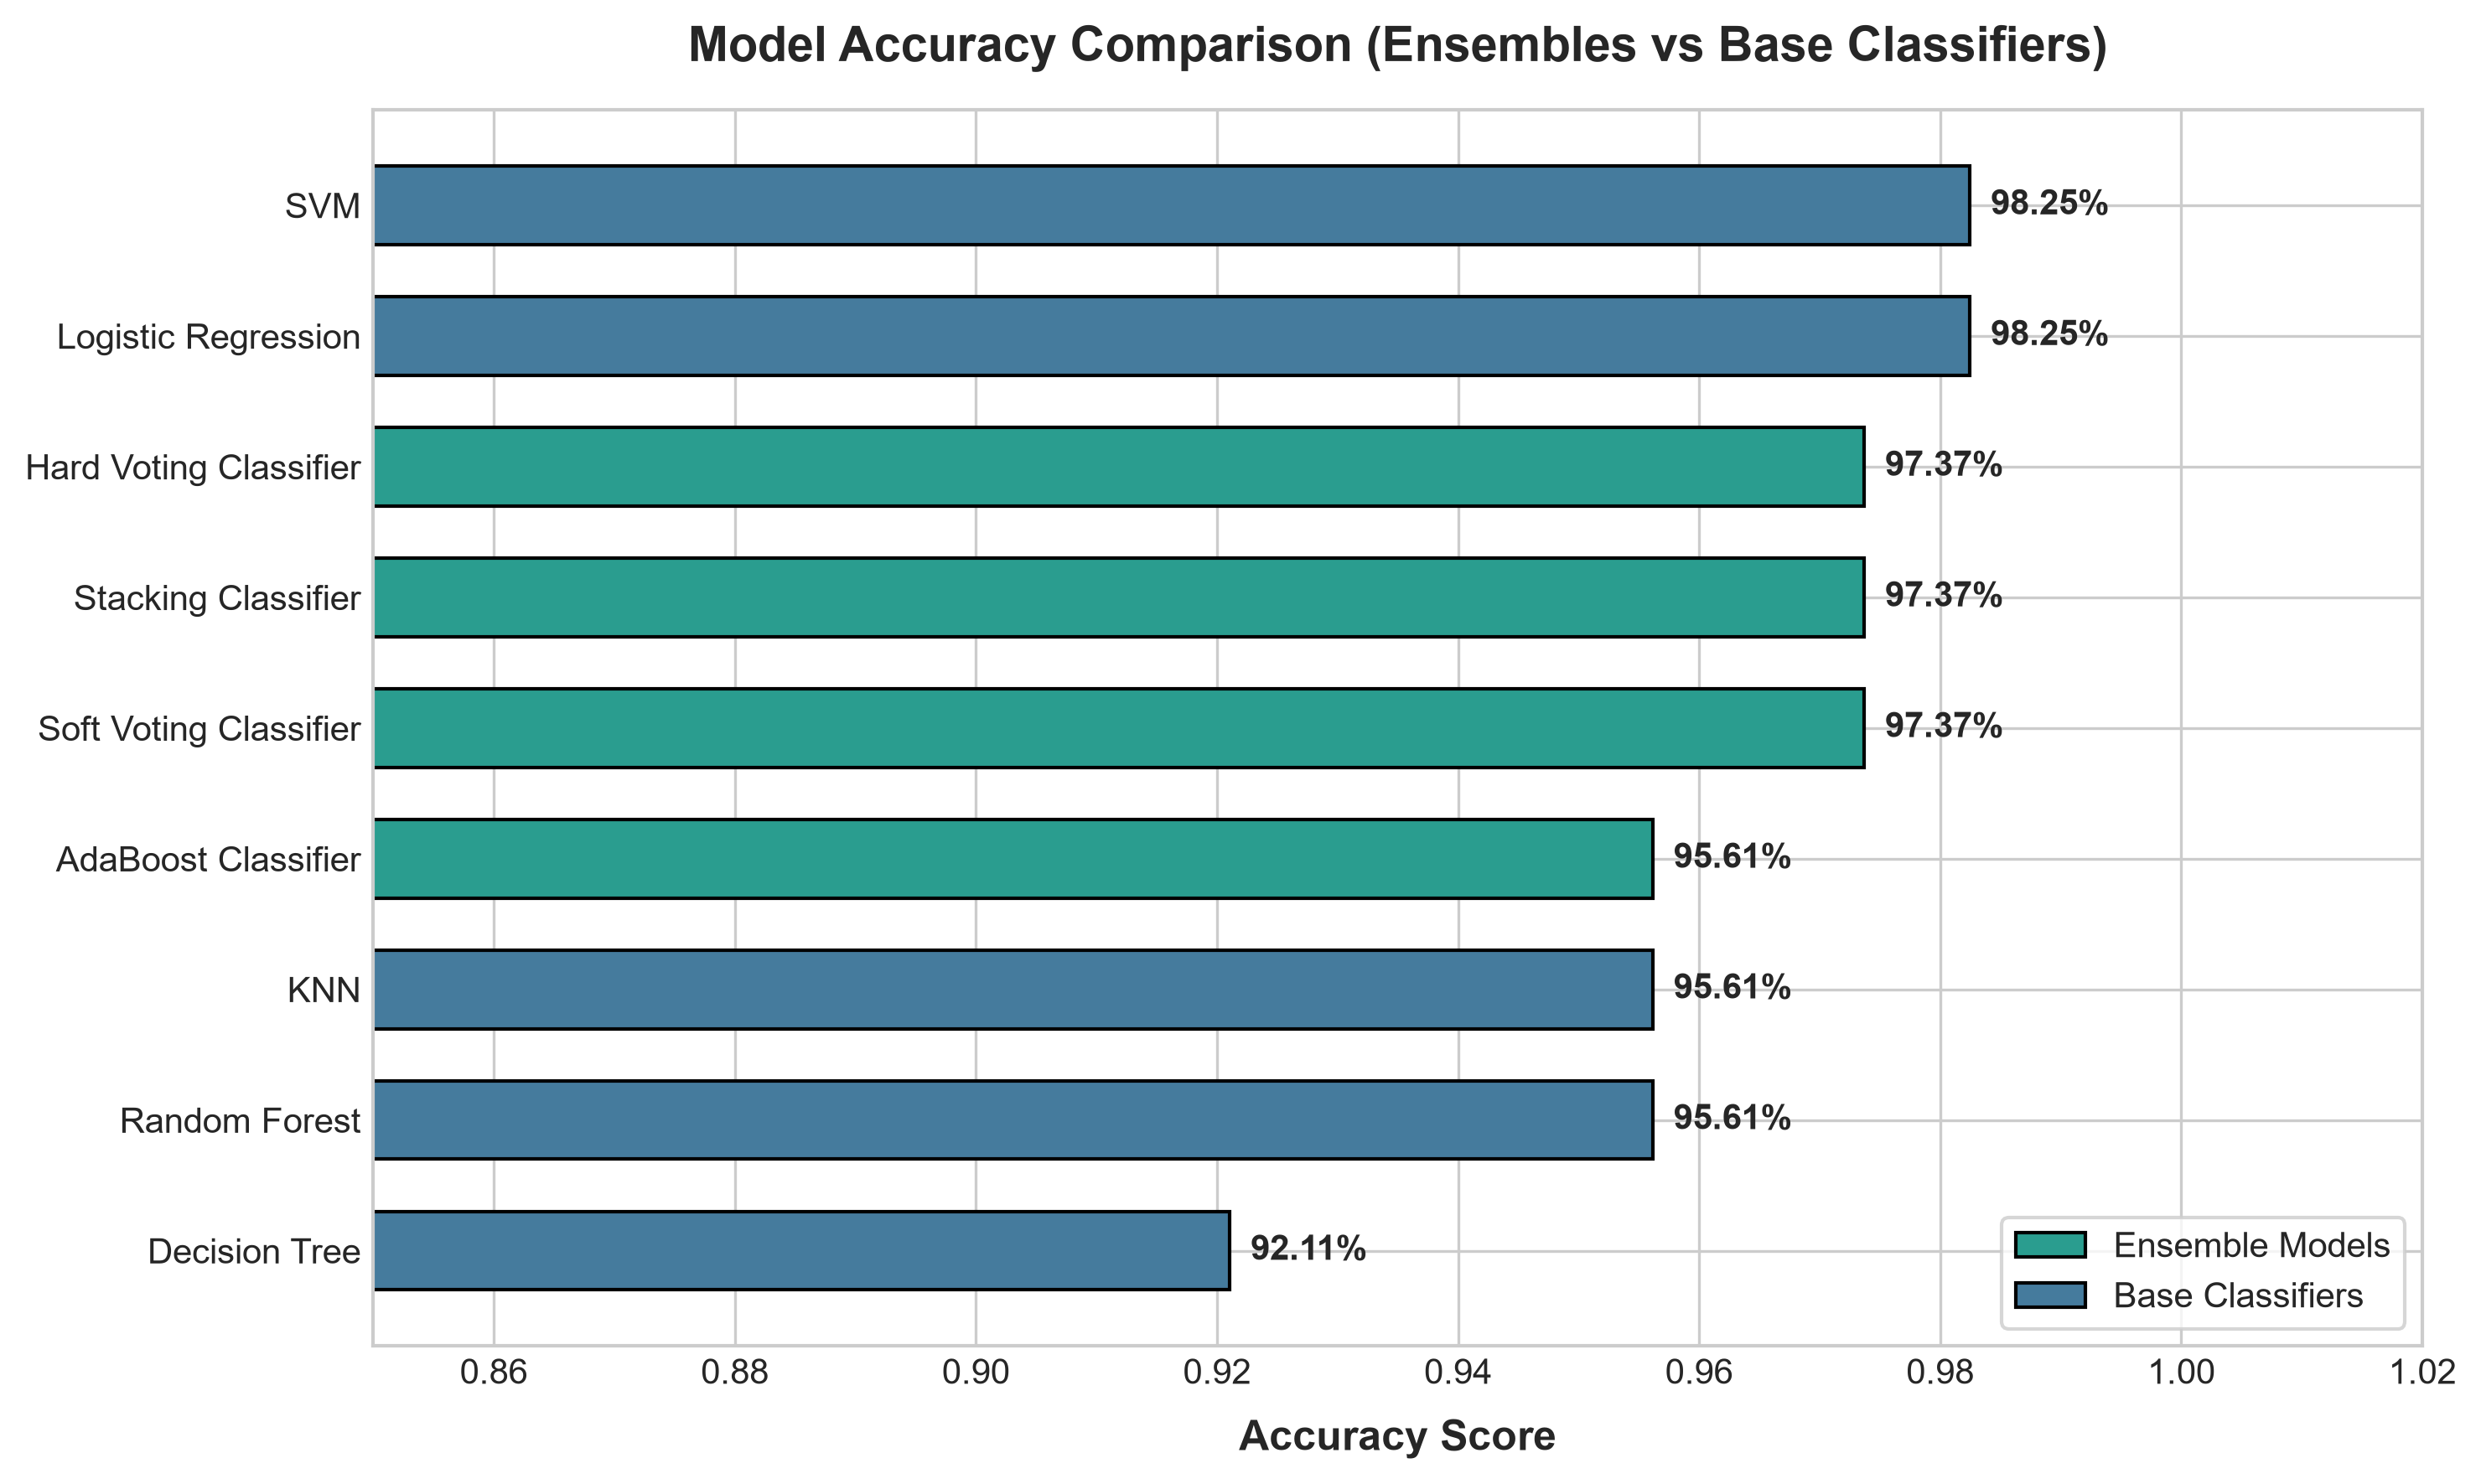 Model Accuracy Comparison (Ensembles vs Base Classifiers)
SVM 98.25%
Logistic Regression 98.25%
Hard Voting Classifier 97.37%
Stacking Classifier 97.37%
Soft Voting Classifier 97.37%
AdaBoost Classifier 95.61%
KNN 95.61%
Random Forest 95.61%
Decision Tree 92.11%
Ensemble Models
Base Classifiers
0.86 0.88 0.90 0.92 0.94 0.96 0.98 1.00 1.02
Accuracy Score